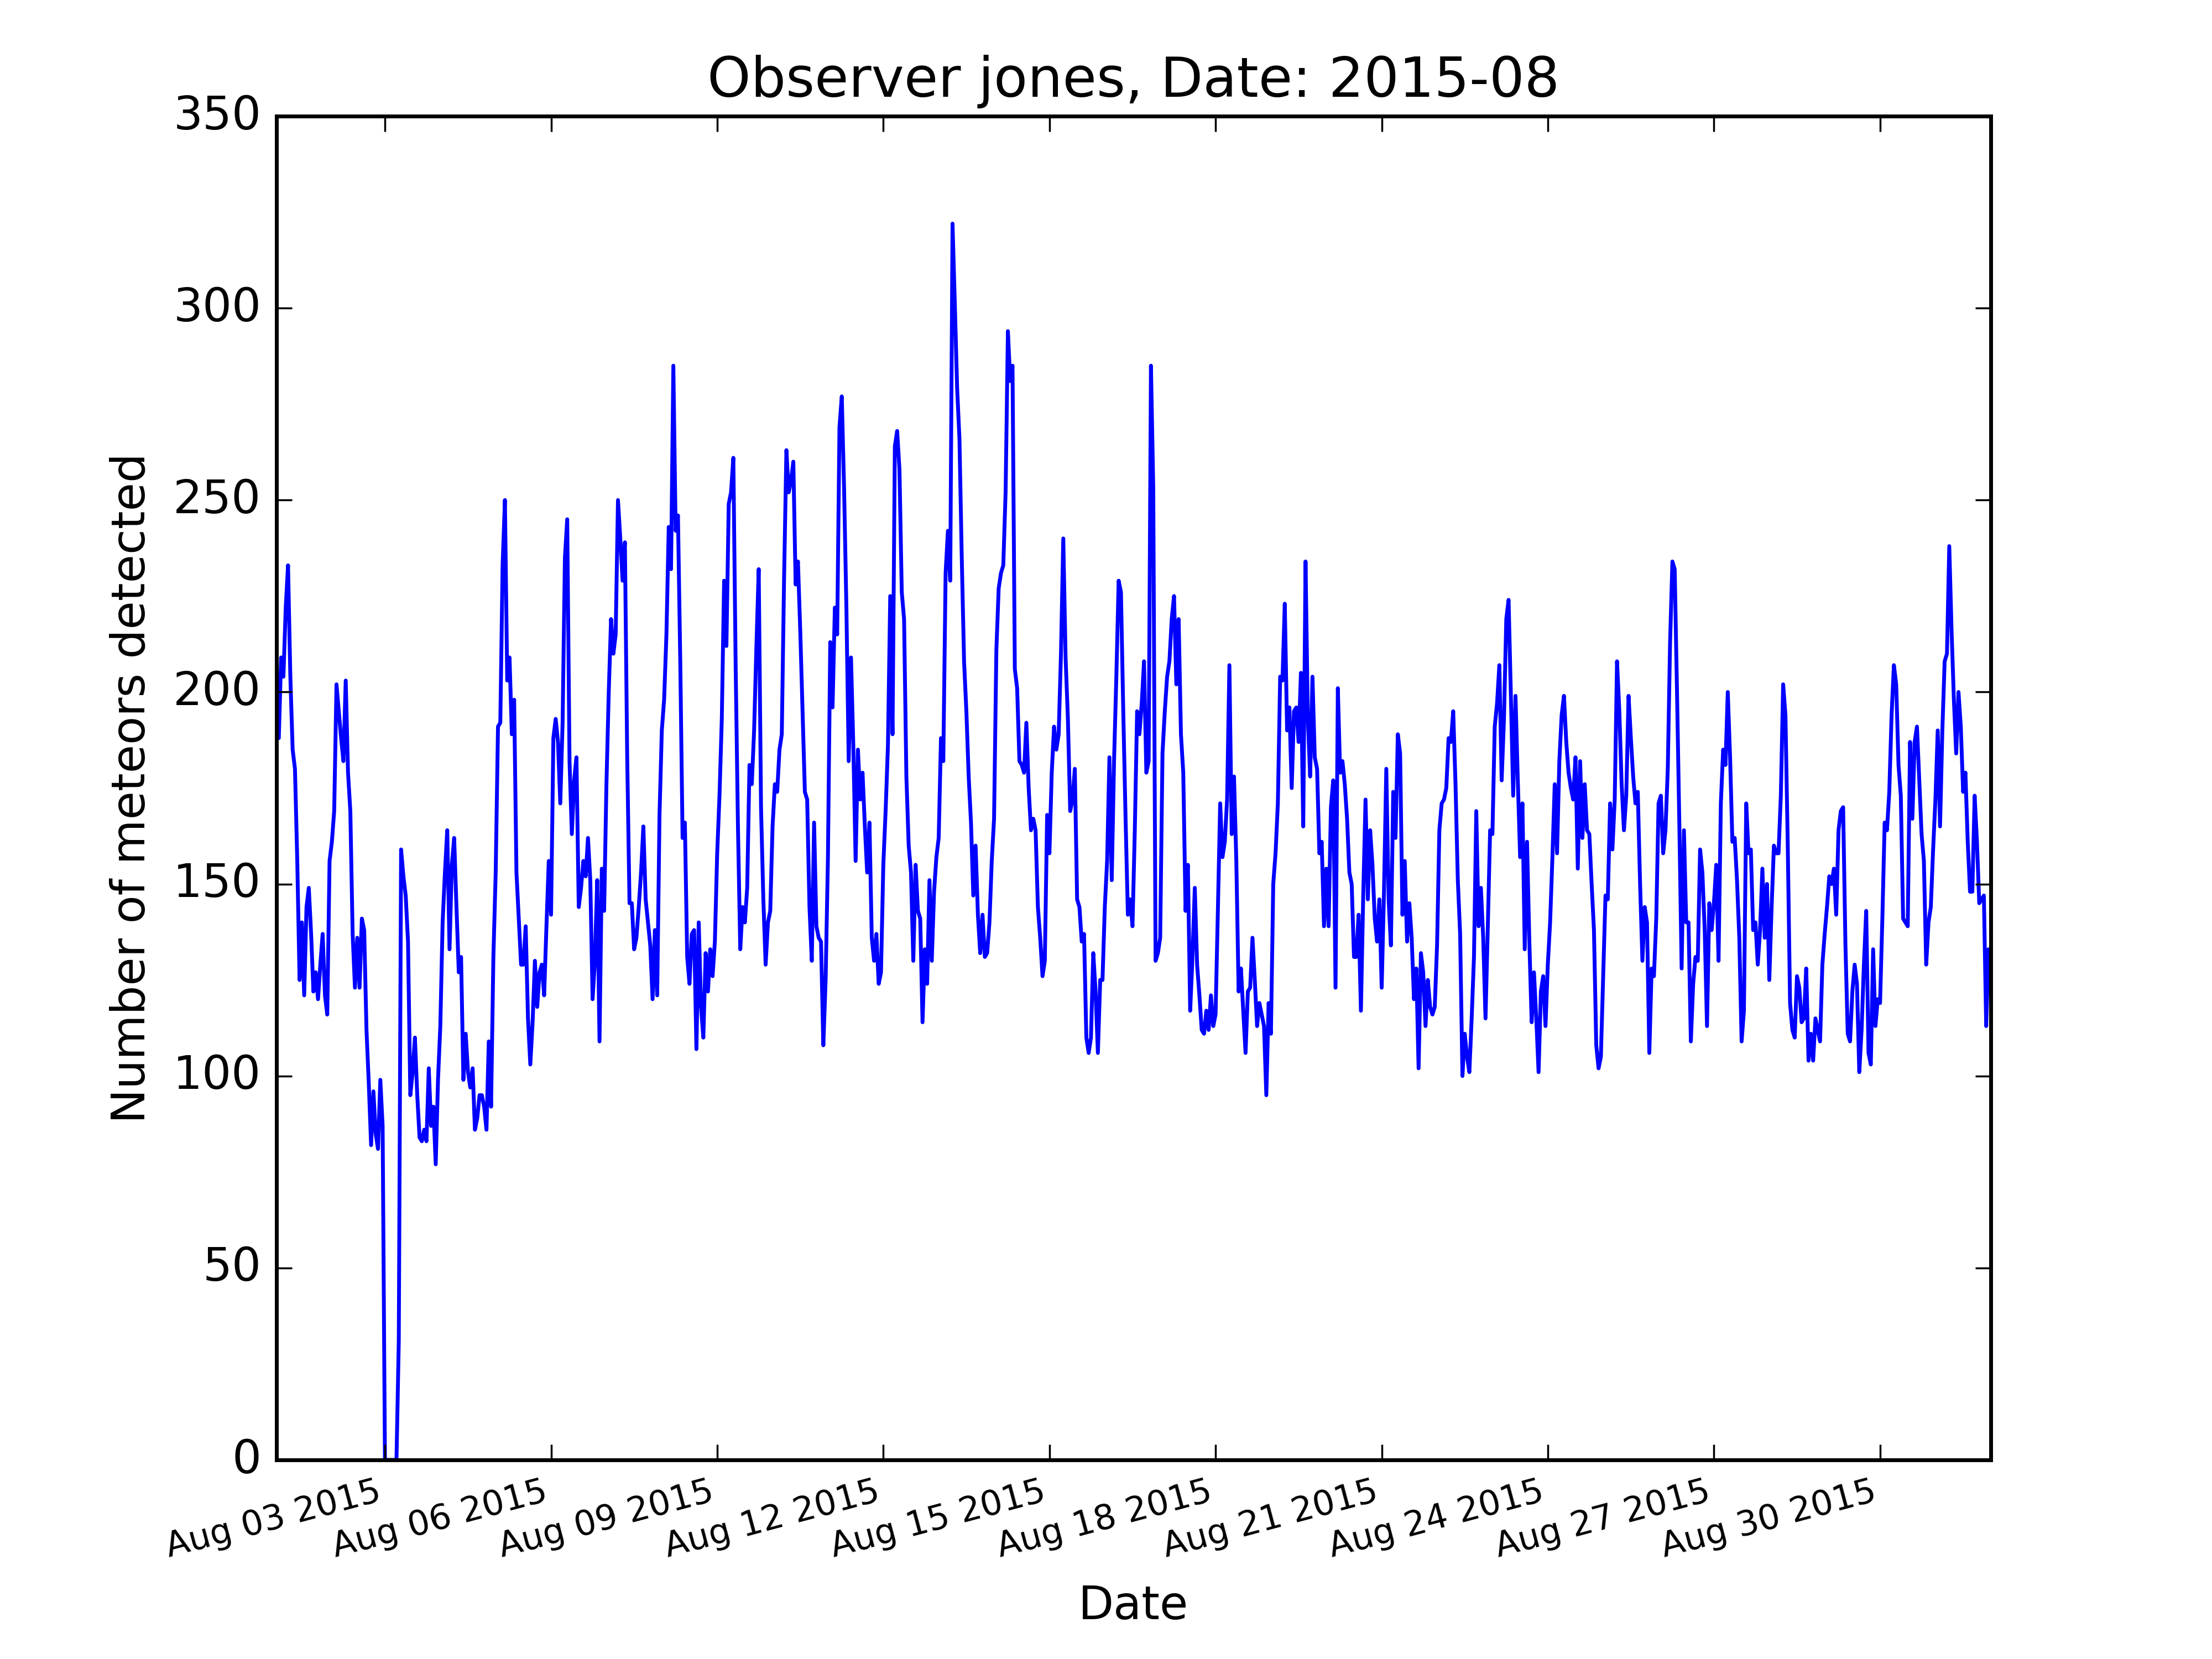 Observer jones, Date: 2015-08
350
300
250
200
150
100
50
0
Number of meteors detected
Aug 03 2015
Aug 06 2015
Aug 09 2015
Aug 12 2015
Aug 15 2015
Aug 18 2015
Aug 21 2015
Aug 24 2015
Aug 27 2015
Aug 30 2015
Date